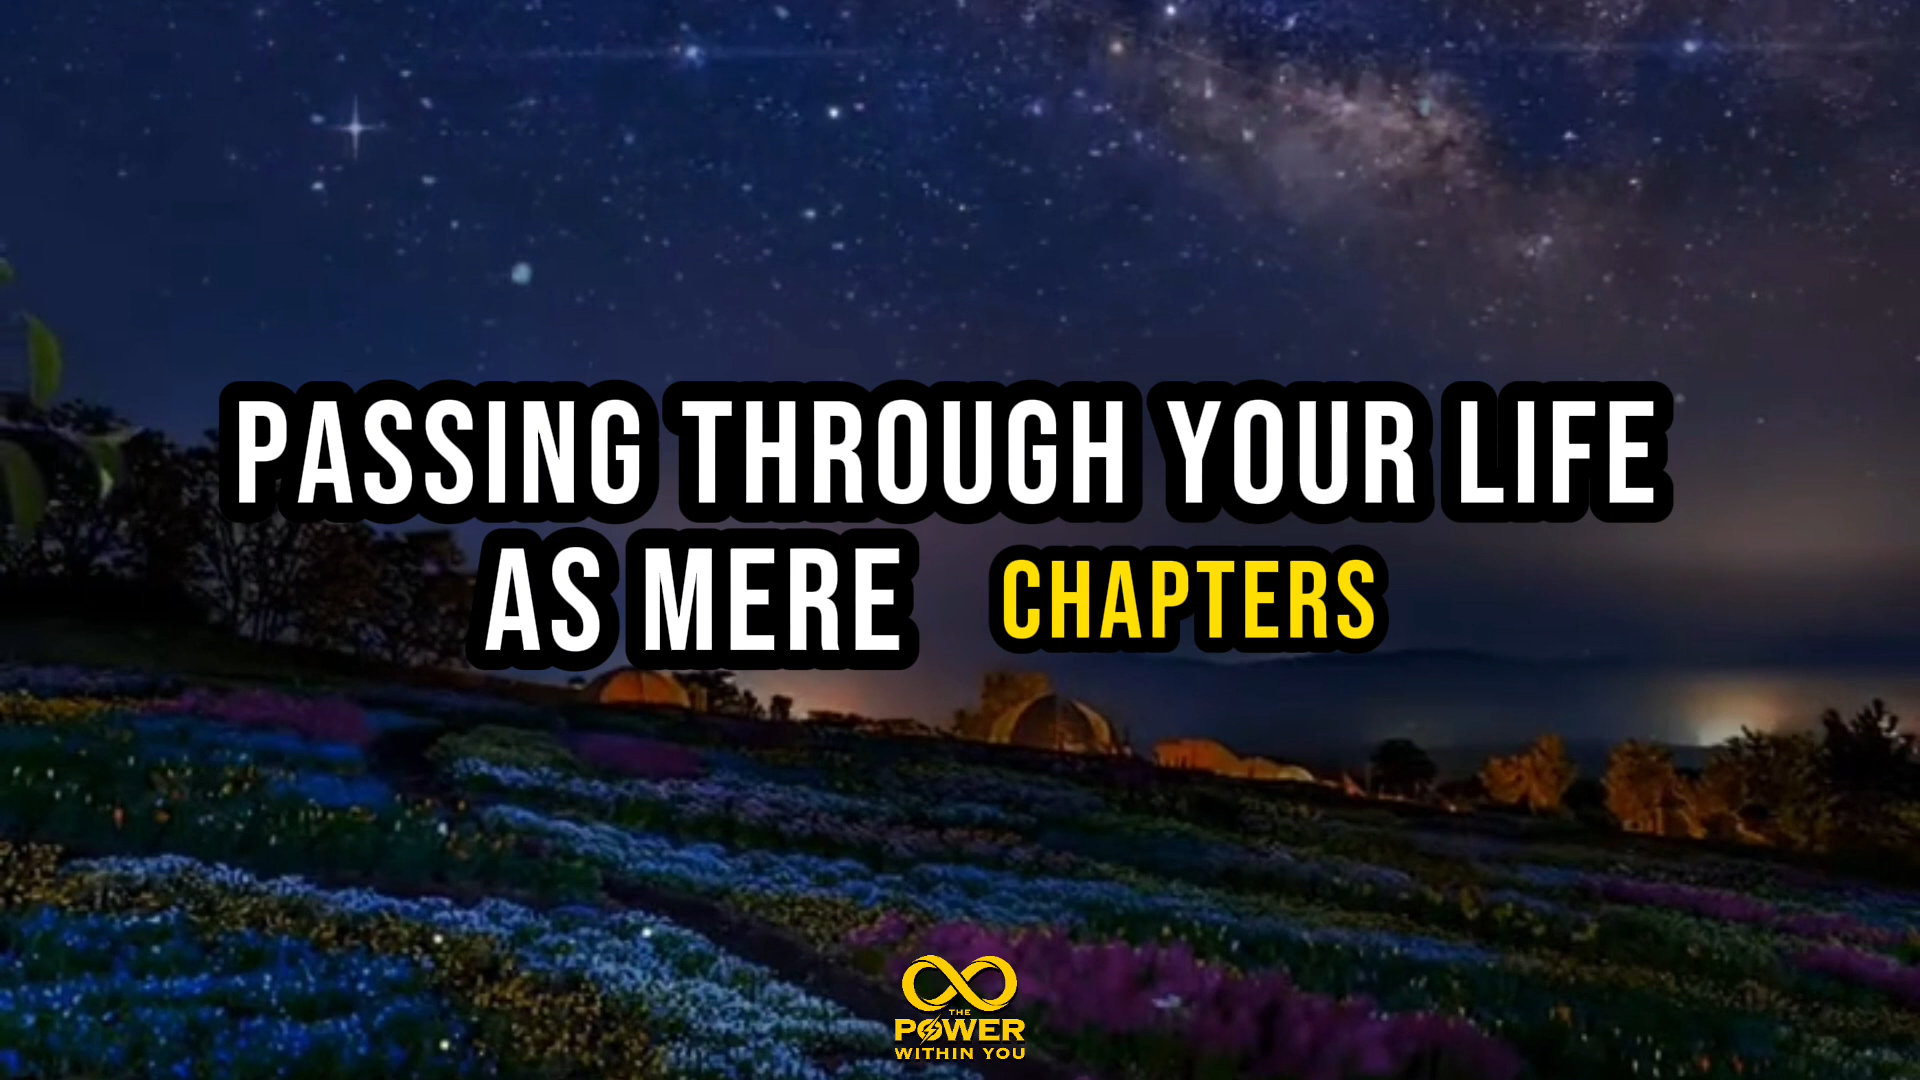 PASSING THROUGH YOUR LIFE
AS MERE CHAPTERS
THE
POWER
WITHIN YOU